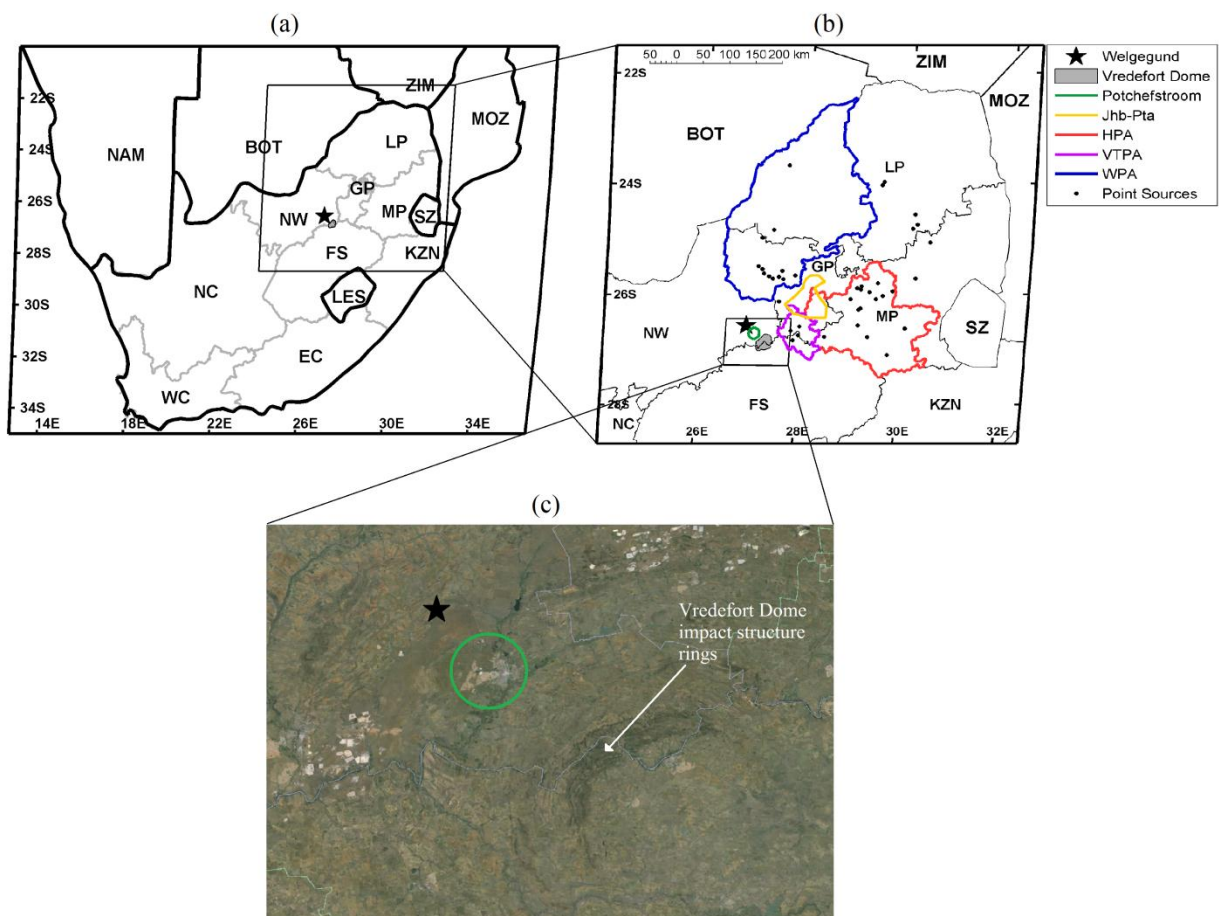 (a)
22S
24S
26S
28S
30S
32S
34S
14E
18E
22E
26E
30E
34E
NAM
BOT
ZIM
MOZ
LP
GP
NW
MP
SZ
FS
KZN
NC
LES
EC
WC
(b)
50 0 50 100 150 200 km
22S
24S
26S
28S
26E
28E
30E
32E
ZIM
MOZ
BOT
LP
GP
NW
MP
SZ
FS
KZN
NC
Welgegund
Vredefort Dome
Potchefstroom
Jhb-Pta
HPA
VTPA
WPA
Point Sources
(c)
Vredefort Dome
impact structure
rings